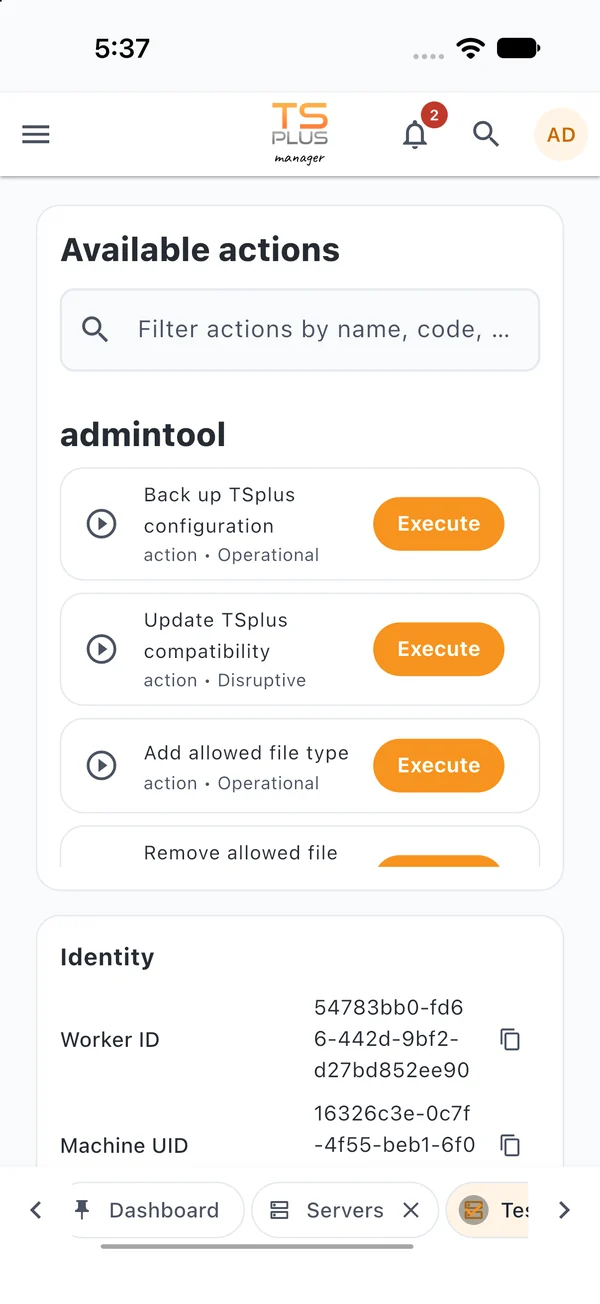 5:37
TS
PLUS
manager
2
AD
Available actions
Filter actions by name, code, ...
admintool
Back up TSplus
configuration
action • Operational
Execute
Update TSplus
compatibility
action • Disruptive
Execute
Add allowed file type
action • Operational
Execute
Remove allowed file
Identity
Worker ID
54783bb0-fd6
6-442d-9bf2-
d27bd852ee90
Machine UID
16326c3e-0c7f
-4f55-beb1-6f0
Dashboard
Servers
Tes